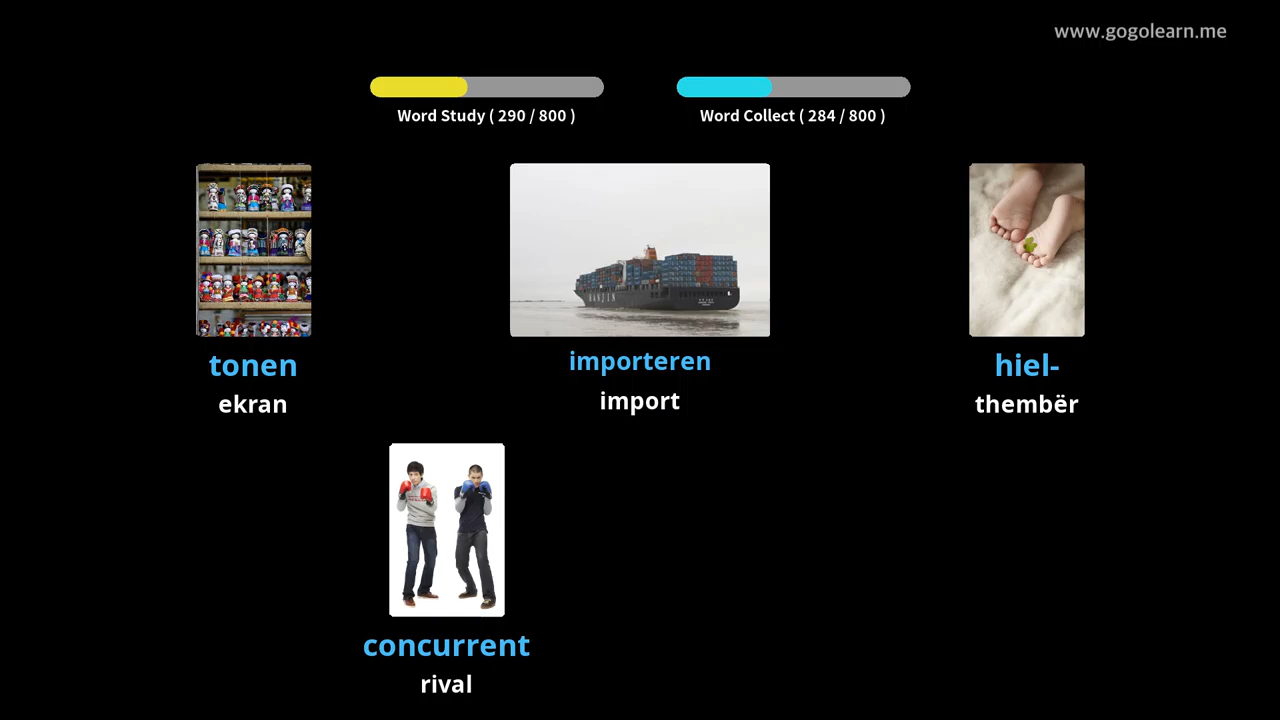 www.gogolearn.me
Word Study ( 290 / 800 )
Word Collect ( 284 / 800 )
tonen
ekran
importeren
import
hiel-
thembër
concurrent
rival